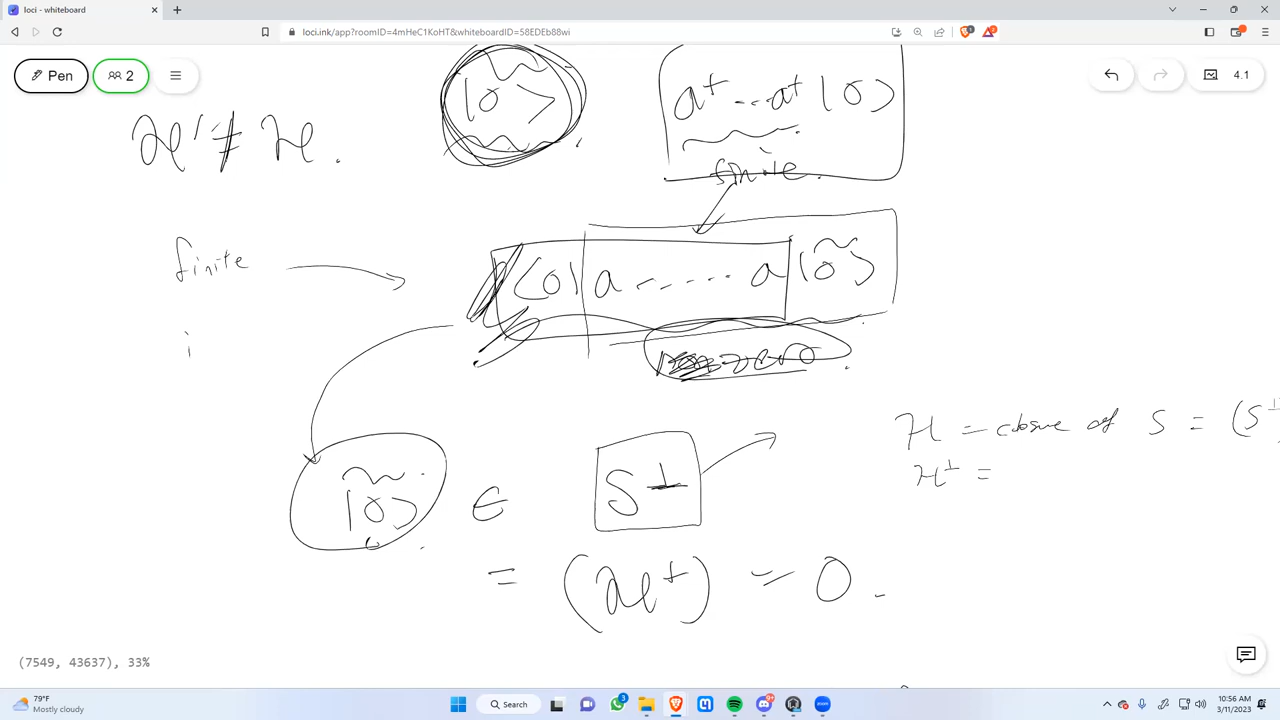 loci - whiteboard
loci.ink/app?roomID=4mHeC1KoHT&whiteboardID=58EDEb88wi
Pen
2
4.1
|0>
a† ... a† |0>
finite.
ℋ' ≠ ℋ.
finite
<0| a ..... a |0̃>
zero
i
ℋ = closure of S = (S⊥
ℋ⊥ =
|0̃> ∈ S⊥
= (ℋ⊥) = 0.
(7549, 43637), 33%
79°F
Mostly cloudy
Search
3
10:56 AM
3/11/2023